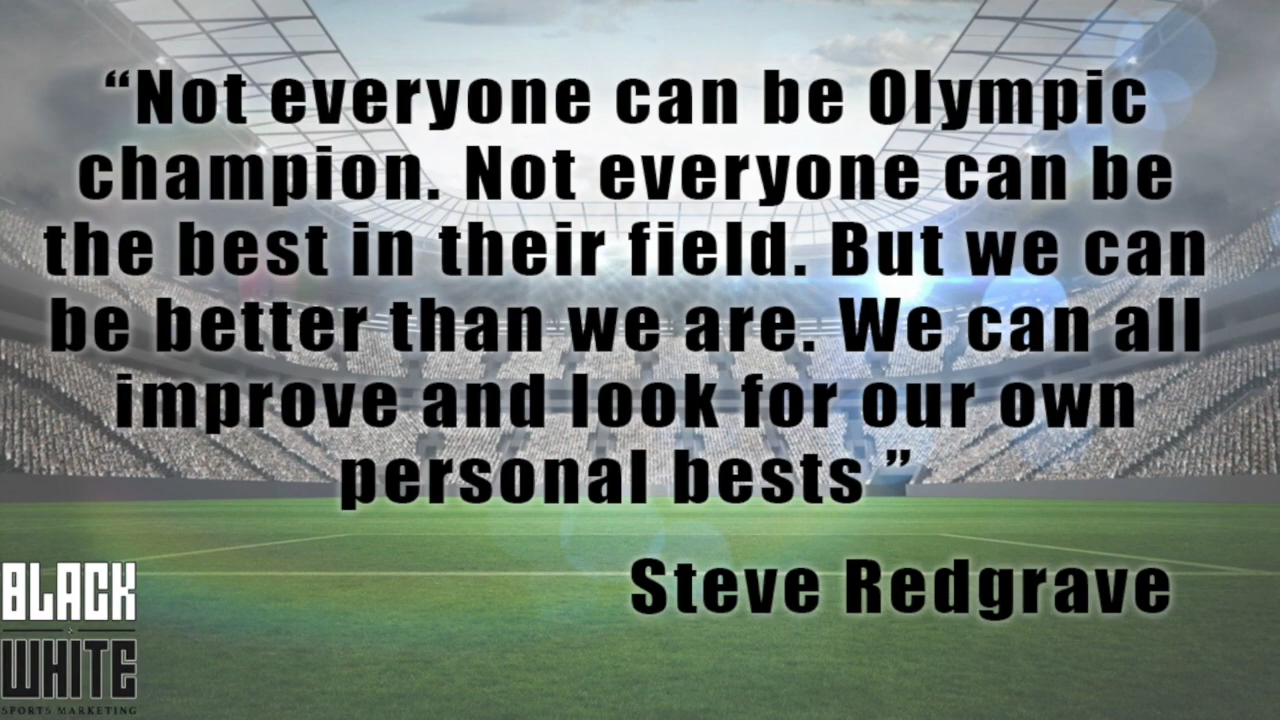 “Not everyone can be Olympic
champion. Not everyone can be
the best in their field. But we can
be better than we are. We can all
improve and look for our own
personal bests ”
Steve Redgrave
BLACK
WHITE
SPORTS MARKETING